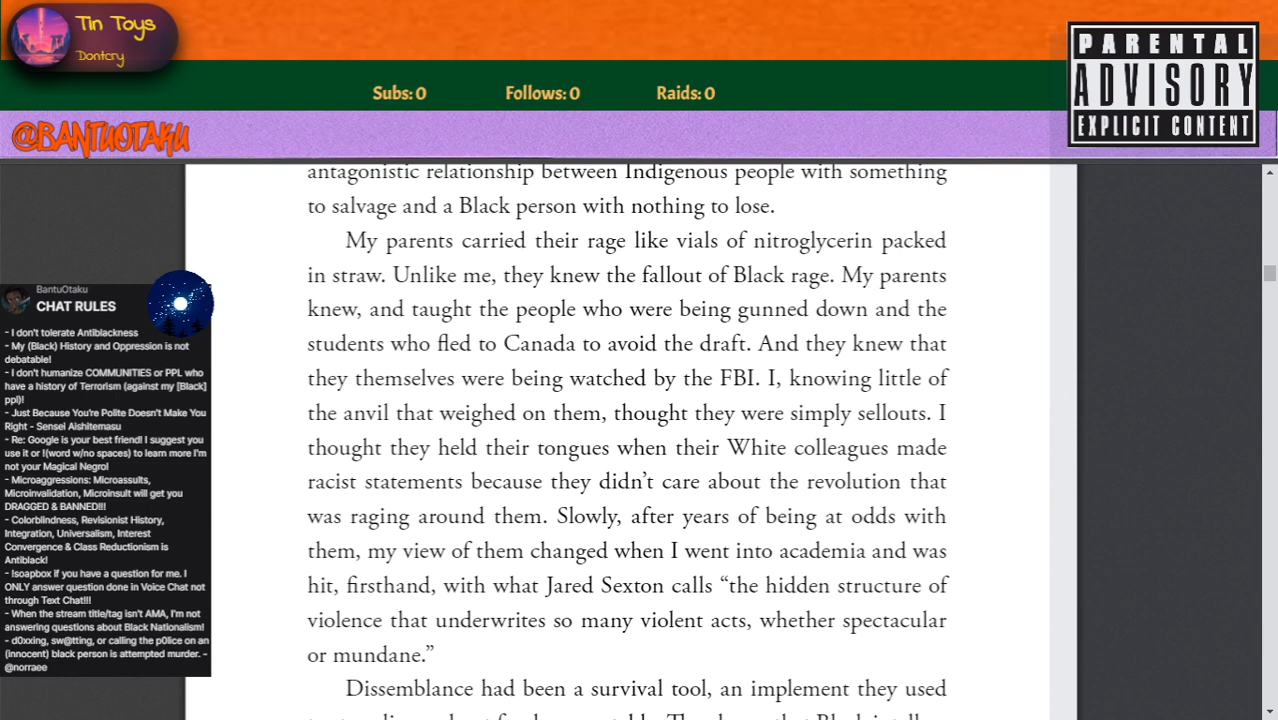 Tin Toys
Dontcry
PARENTAL
ADVISORY
EXPLICIT CONTENT
Subs: 0
Follows: 0
Raids: 0
@BANTUOTAKU
antagonistic relationship between Indigenous people with something
to salvage and a Black person with nothing to lose.
My parents carried their rage like vials of nitroglycerin packed
in straw. Unlike me, they knew the fallout of Black rage. My parents
knew, and taught the people who were being gunned down and the
students who fled to Canada to avoid the draft. And they knew that
they themselves were being watched by the FBI. I, knowing little of
the anvil that weighed on them, thought they were simply sellouts. I
thought they held their tongues when their White colleagues made
racist statements because they didn’t care about the revolution that
was raging around them. Slowly, after years of being at odds with
them, my view of them changed when I went into academia and was
hit, firsthand, with what Jared Sexton calls “the hidden structure of
violence that underwrites so many violent acts, whether spectacular
or mundane.”
Dissemblance had been a survival tool, an implement they used
BantuOtaku
CHAT RULES
- I don't tolerate Antiblackness
- My (Black) History and Oppression is not
debatable!
- I don't humanize COMMUNITIES or PPL who
have a history of Terrorism (against my [Black]
ppl)!
- Just Because You're Polite Doesn't Make You
Right - Sensei Aishitemasu
- Re: Google is your best friend! I suggest you
use it or !(word w/no spaces) to learn more I'm
not your Magical Negro!
- Microaggressions: Microassults,
Microinvalidation, Microinsult will get you
DRAGGED & BANNED!!!
- Colorblindness, Revisionist History,
Integration, Universalism, Interest
Convergence & Class Reductionism is
Antiblack!
- !soapbox if you have a question for me. I
ONLY answer question done in Voice Chat not
through Text Chat!!!
- When the stream title/tag isn't AMA, I'm not
answering questions about Black Nationalism!
- d0xxing, sw@tting, or calling the p0lice on an
(innocent) black person is attempted murder. -
@norraee